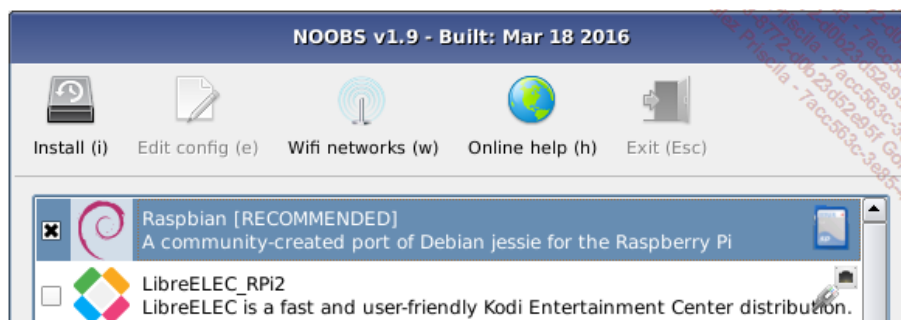 NOOBS v1.9 - Built: Mar 18 2016
Install (i) Edit config (e) Wifi networks (w) Online help (h) Exit (Esc)
Raspbian [RECOMMENDED]
A community-created port of Debian jessie for the Raspberry Pi
LibreELEC_RPi2
LibreELEC is a fast and user-friendly Kodi Entertainment Center distribution.